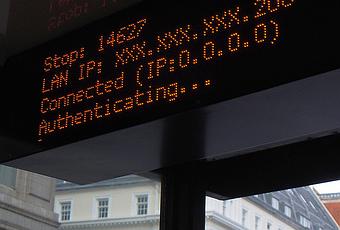 Stop: 14627
LAN IP: xxx.xxx.xxx.200
Connected (IP:0.0.0.0)
Authenticating...